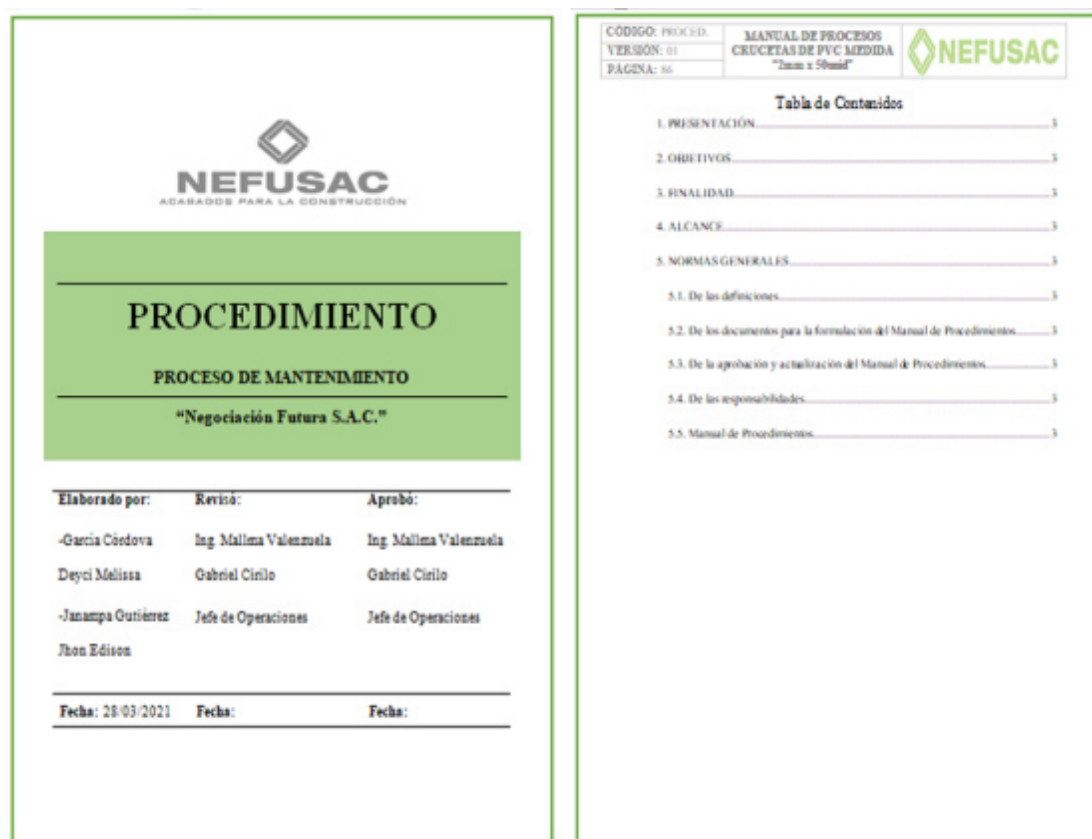 NEFUSAC
ACABADOS PARA LA CONSTRUCCIÓN
PROCEDIMIENTO
PROCESO DE MANTENIMIENTO
“Negociación Futura S.A.C.”
Elaborado por: Revisó: Aprobó:
-García Córdova Ing. Mallma Valenzuela Ing. Mallma Valenzuela
Deyci Melissa Gabriel Cirilo Gabriel Cirilo
-Janampa Gutiérrez Jefe de Operaciones Jefe de Operaciones
Jhon Edison
Fecha: 28/03/2021 Fecha: Fecha:
CÓDIGO: PROCED.
VERSIÓN: 01
PÁGINA: 86
MANUAL DE PROCESOS
CRUCETAS DE PVC MEDIDA
“2mm x 50unid”
NEFUSAC
Tabla de Contenidos
1. PRESENTACIÓN 3
2. OBJETIVOS 3
3. FINALIDAD 3
4. ALCANCE 3
5. NORMAS GENERALES 3
5.1. De las definiciones 3
5.2. De los documentos para la formulación del Manual de Procedimientos 3
5.3. De la aprobación y actualización del Manual de Procedimientos 3
5.4. De las responsabilidades 3
5.5. Manual de Procedimientos 3